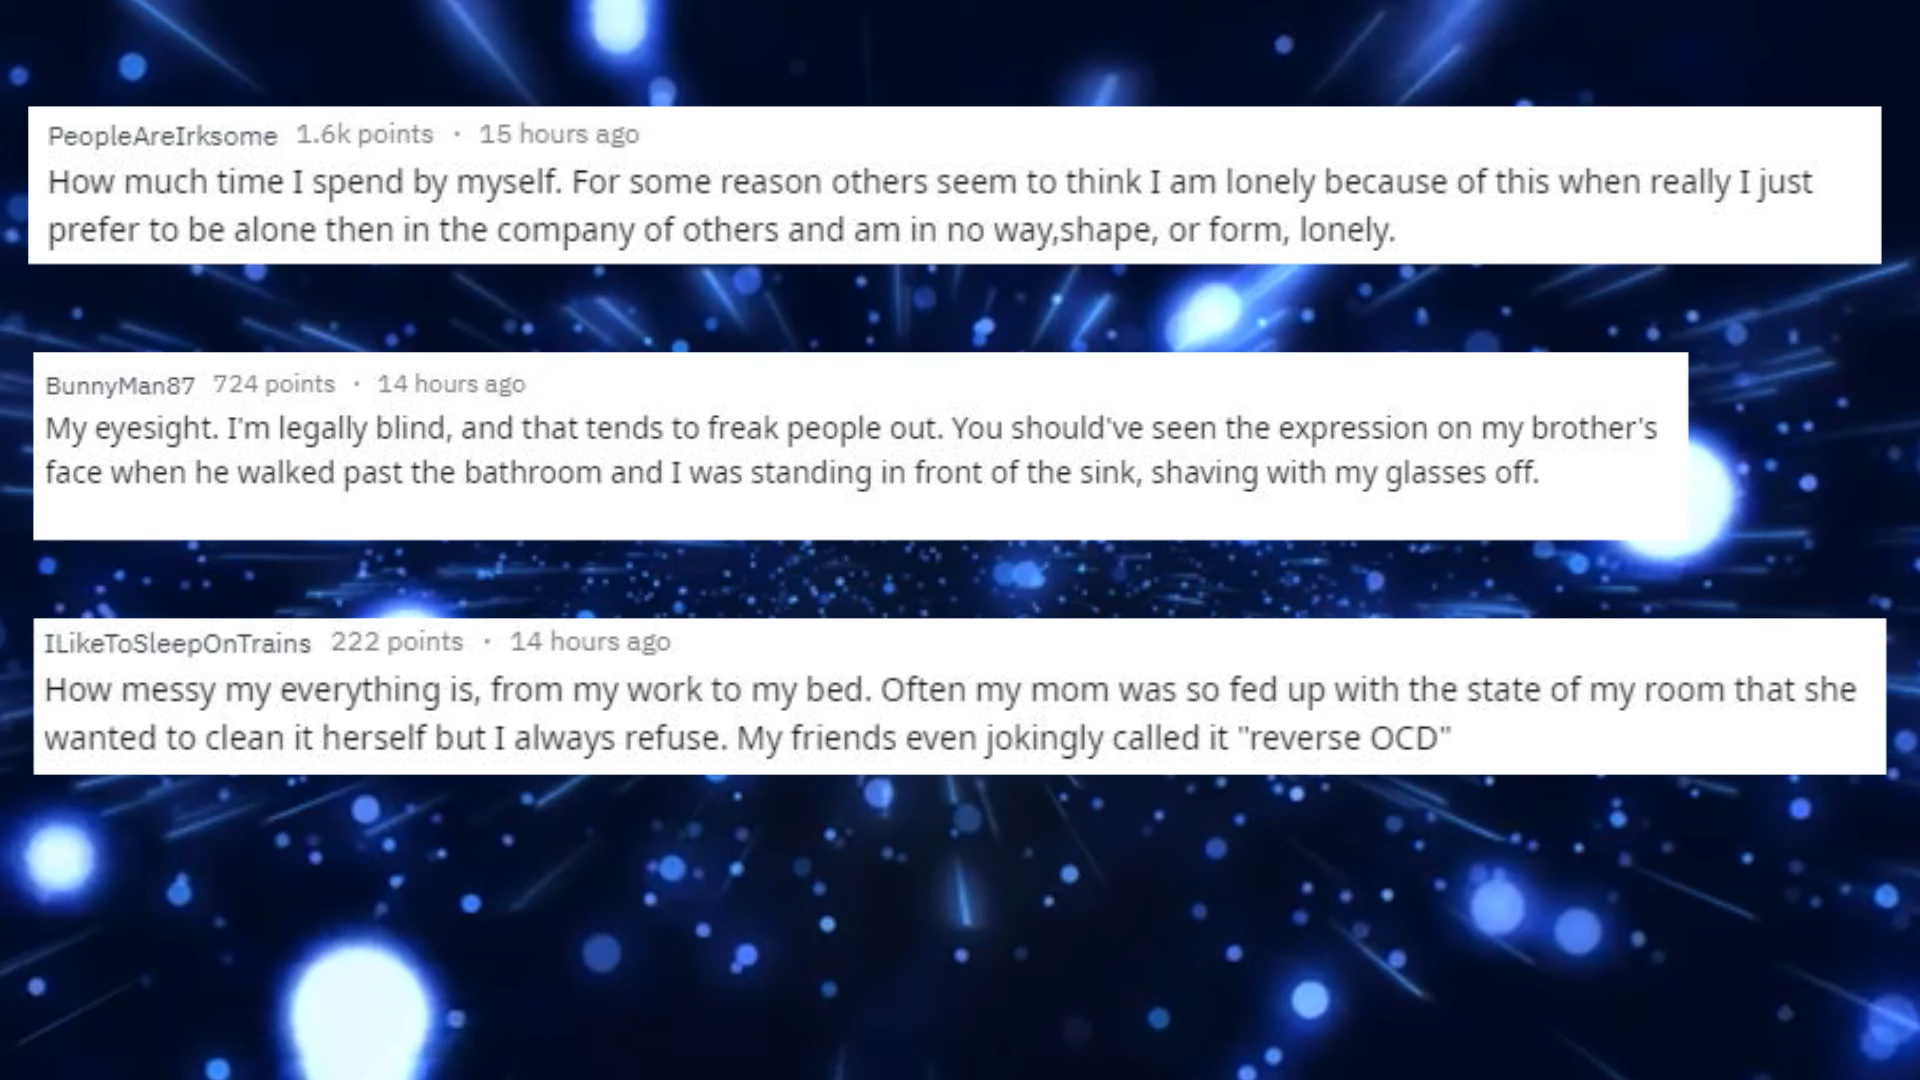 PeopleAreIrksome 1.6k points · 15 hours ago
How much time I spend by myself. For some reason others seem to think I am lonely because of this when really I just
prefer to be alone then in the company of others and am in no way,shape, or form, lonely.
BunnyMan87 724 points · 14 hours ago
My eyesight. I'm legally blind, and that tends to freak people out. You should've seen the expression on my brother's
face when he walked past the bathroom and I was standing in front of the sink, shaving with my glasses off.
ILikeToSleepOnTrains 222 points · 14 hours ago
How messy my everything is, from my work to my bed. Often my mom was so fed up with the state of my room that she
wanted to clean it herself but I always refuse. My friends even jokingly called it "reverse OCD"